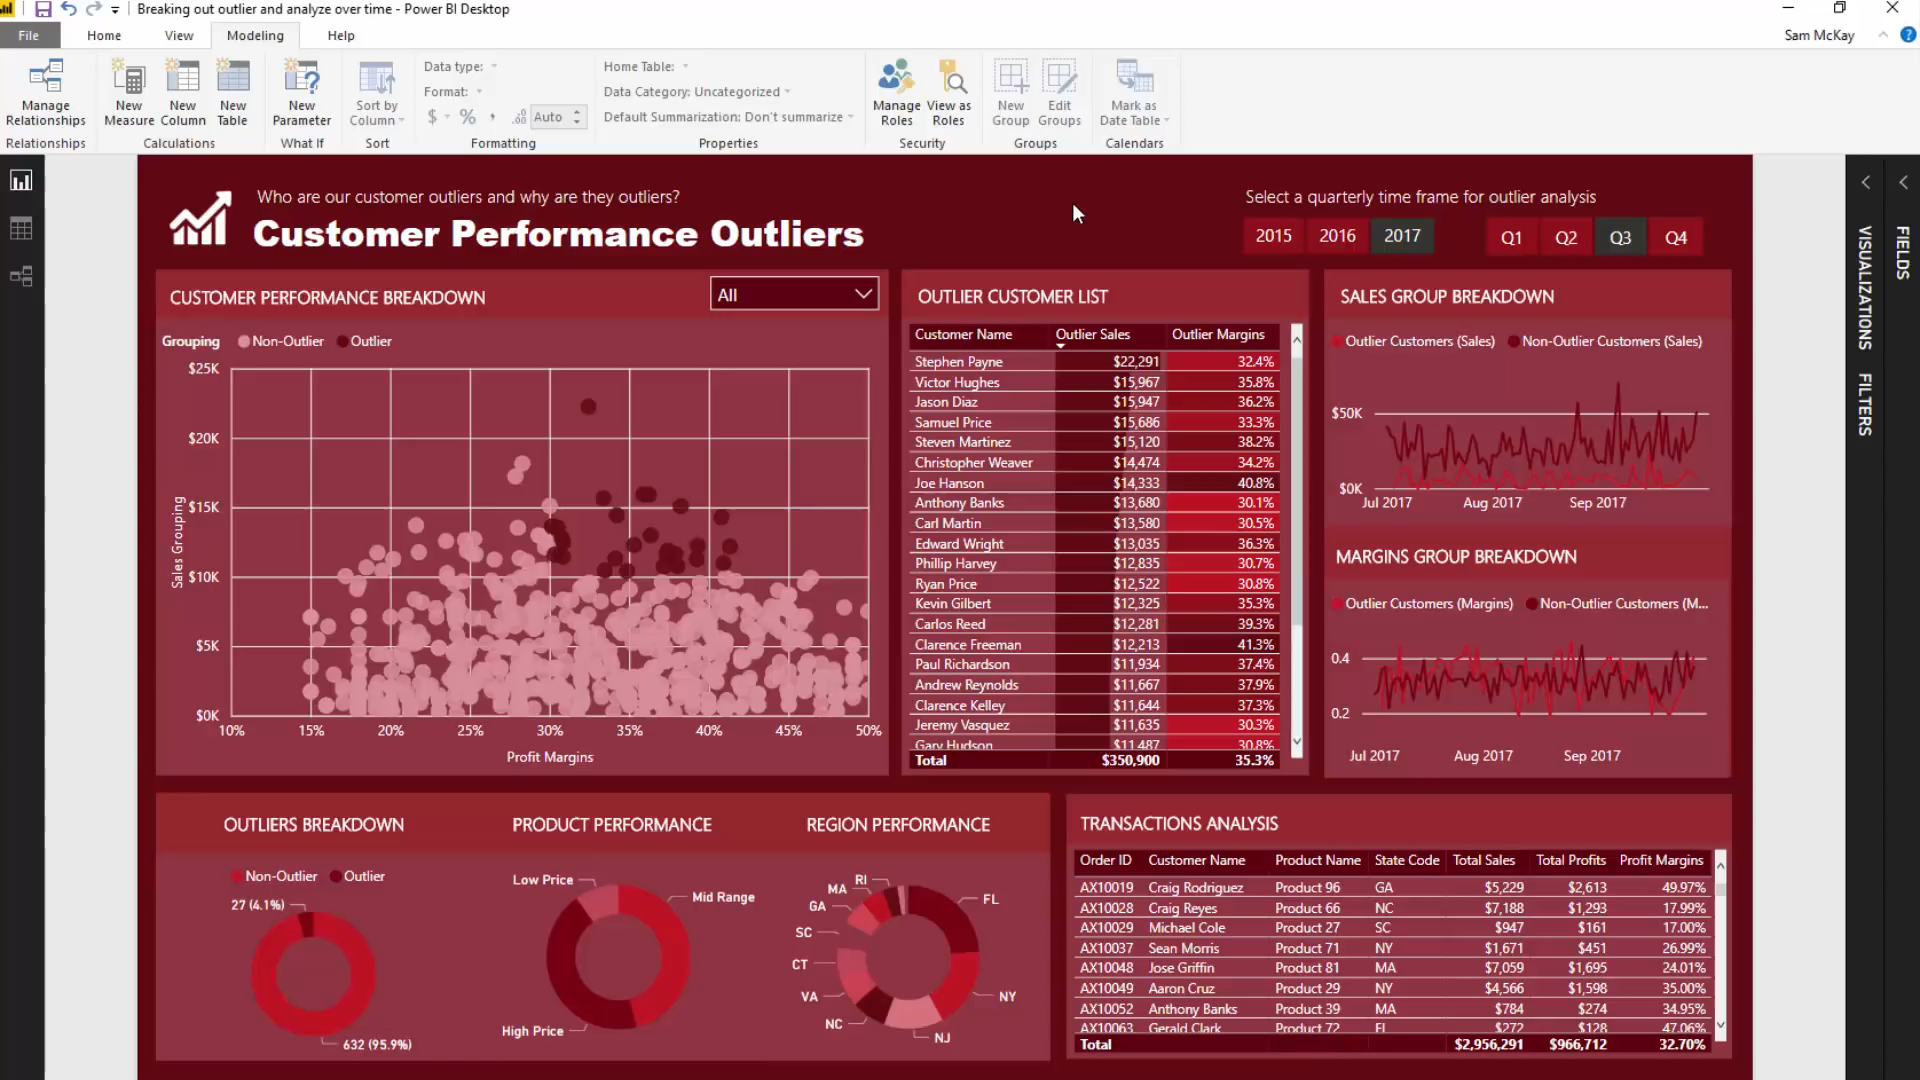 Breaking out outlier and analyze over time - Power BI Desktop
File Home View Modeling Help
Sam McKay
Manage Relationships
New Measure
New Column
New Table
New Parameter
Sort by Column
Data type:
Format:
$ % , Auto
Home Table:
Data Category: Uncategorized
Default Summarization: Don't summarize
Manage Roles
View as Roles
New Group
Edit Groups
Mark as Date Table
Relationships Calculations What If Sort Formatting Properties Security Groups Calendars
VISUALIZATIONS
FILTERS
FIELDS
Who are our customer outliers and why are they outliers?
Customer Performance Outliers
Select a quarterly time frame for outlier analysis
2015 2016 2017 Q1 Q2 Q3 Q4
CUSTOMER PERFORMANCE BREAKDOWN
All
Grouping Non-Outlier Outlier
$25K
$20K
$15K
$10K
$5K
$0K
Sales Grouping
10% 15% 20% 25% 30% 35% 40% 45% 50%
Profit Margins
OUTLIER CUSTOMER LIST
Customer Name Outlier Sales Outlier Margins
Stephen Payne $22,291 32.4%
Victor Hughes $15,967 35.8%
Jason Diaz $15,947 36.2%
Samuel Price $15,686 33.3%
Steven Martinez $15,120 38.2%
Christopher Weaver $14,474 34.2%
Joe Hanson $14,333 40.8%
Anthony Banks $13,680 30.1%
Carl Martin $13,580 30.5%
Edward Wright $13,035 36.3%
Phillip Harvey $12,835 30.7%
Ryan Price $12,522 30.8%
Kevin Gilbert $12,325 35.3%
Carlos Reed $12,281 39.3%
Clarence Freeman $12,213 41.3%
Paul Richardson $11,934 37.4%
Andrew Reynolds $11,667 37.9%
Clarence Kelley $11,644 37.3%
Jeremy Vasquez $11,635 30.3%
Gary Hudson $11,487 30.8%
Total $350,900 35.3%
SALES GROUP BREAKDOWN
Outlier Customers (Sales) Non-Outlier Customers (Sales)
$50K
$0K
Jul 2017 Aug 2017 Sep 2017
MARGINS GROUP BREAKDOWN
Outlier Customers (Margins) Non-Outlier Customers (M...
0.4
0.2
Jul 2017 Aug 2017 Sep 2017
OUTLIERS BREAKDOWN
Non-Outlier Outlier
27 (4.1%)
632 (95.9%)
PRODUCT PERFORMANCE
Low Price
Mid Range
High Price
REGION PERFORMANCE
RI
MA
GA
SC
CT
VA
NC
FL
NY
NJ
TRANSACTIONS ANALYSIS
Order ID Customer Name Product Name State Code Total Sales Total Profits Profit Margins
AX10019 Craig Rodriguez Product 96 GA $5,229 $2,613 49.97%
AX10028 Craig Reyes Product 66 NC $7,188 $1,293 17.99%
AX10029 Michael Cole Product 27 SC $947 $161 17.00%
AX10037 Sean Morris Product 71 NY $1,671 $451 26.99%
AX10048 Jose Griffin Product 81 MA $7,059 $1,695 24.01%
AX10049 Aaron Cruz Product 29 NY $4,566 $1,598 35.00%
AX10052 Anthony Banks Product 39 MA $784 $274 34.95%
AX10063 Gerald Clark Product 72 FL $272 $128 47.06%
Total $2,956,291 $966,712 32.70%